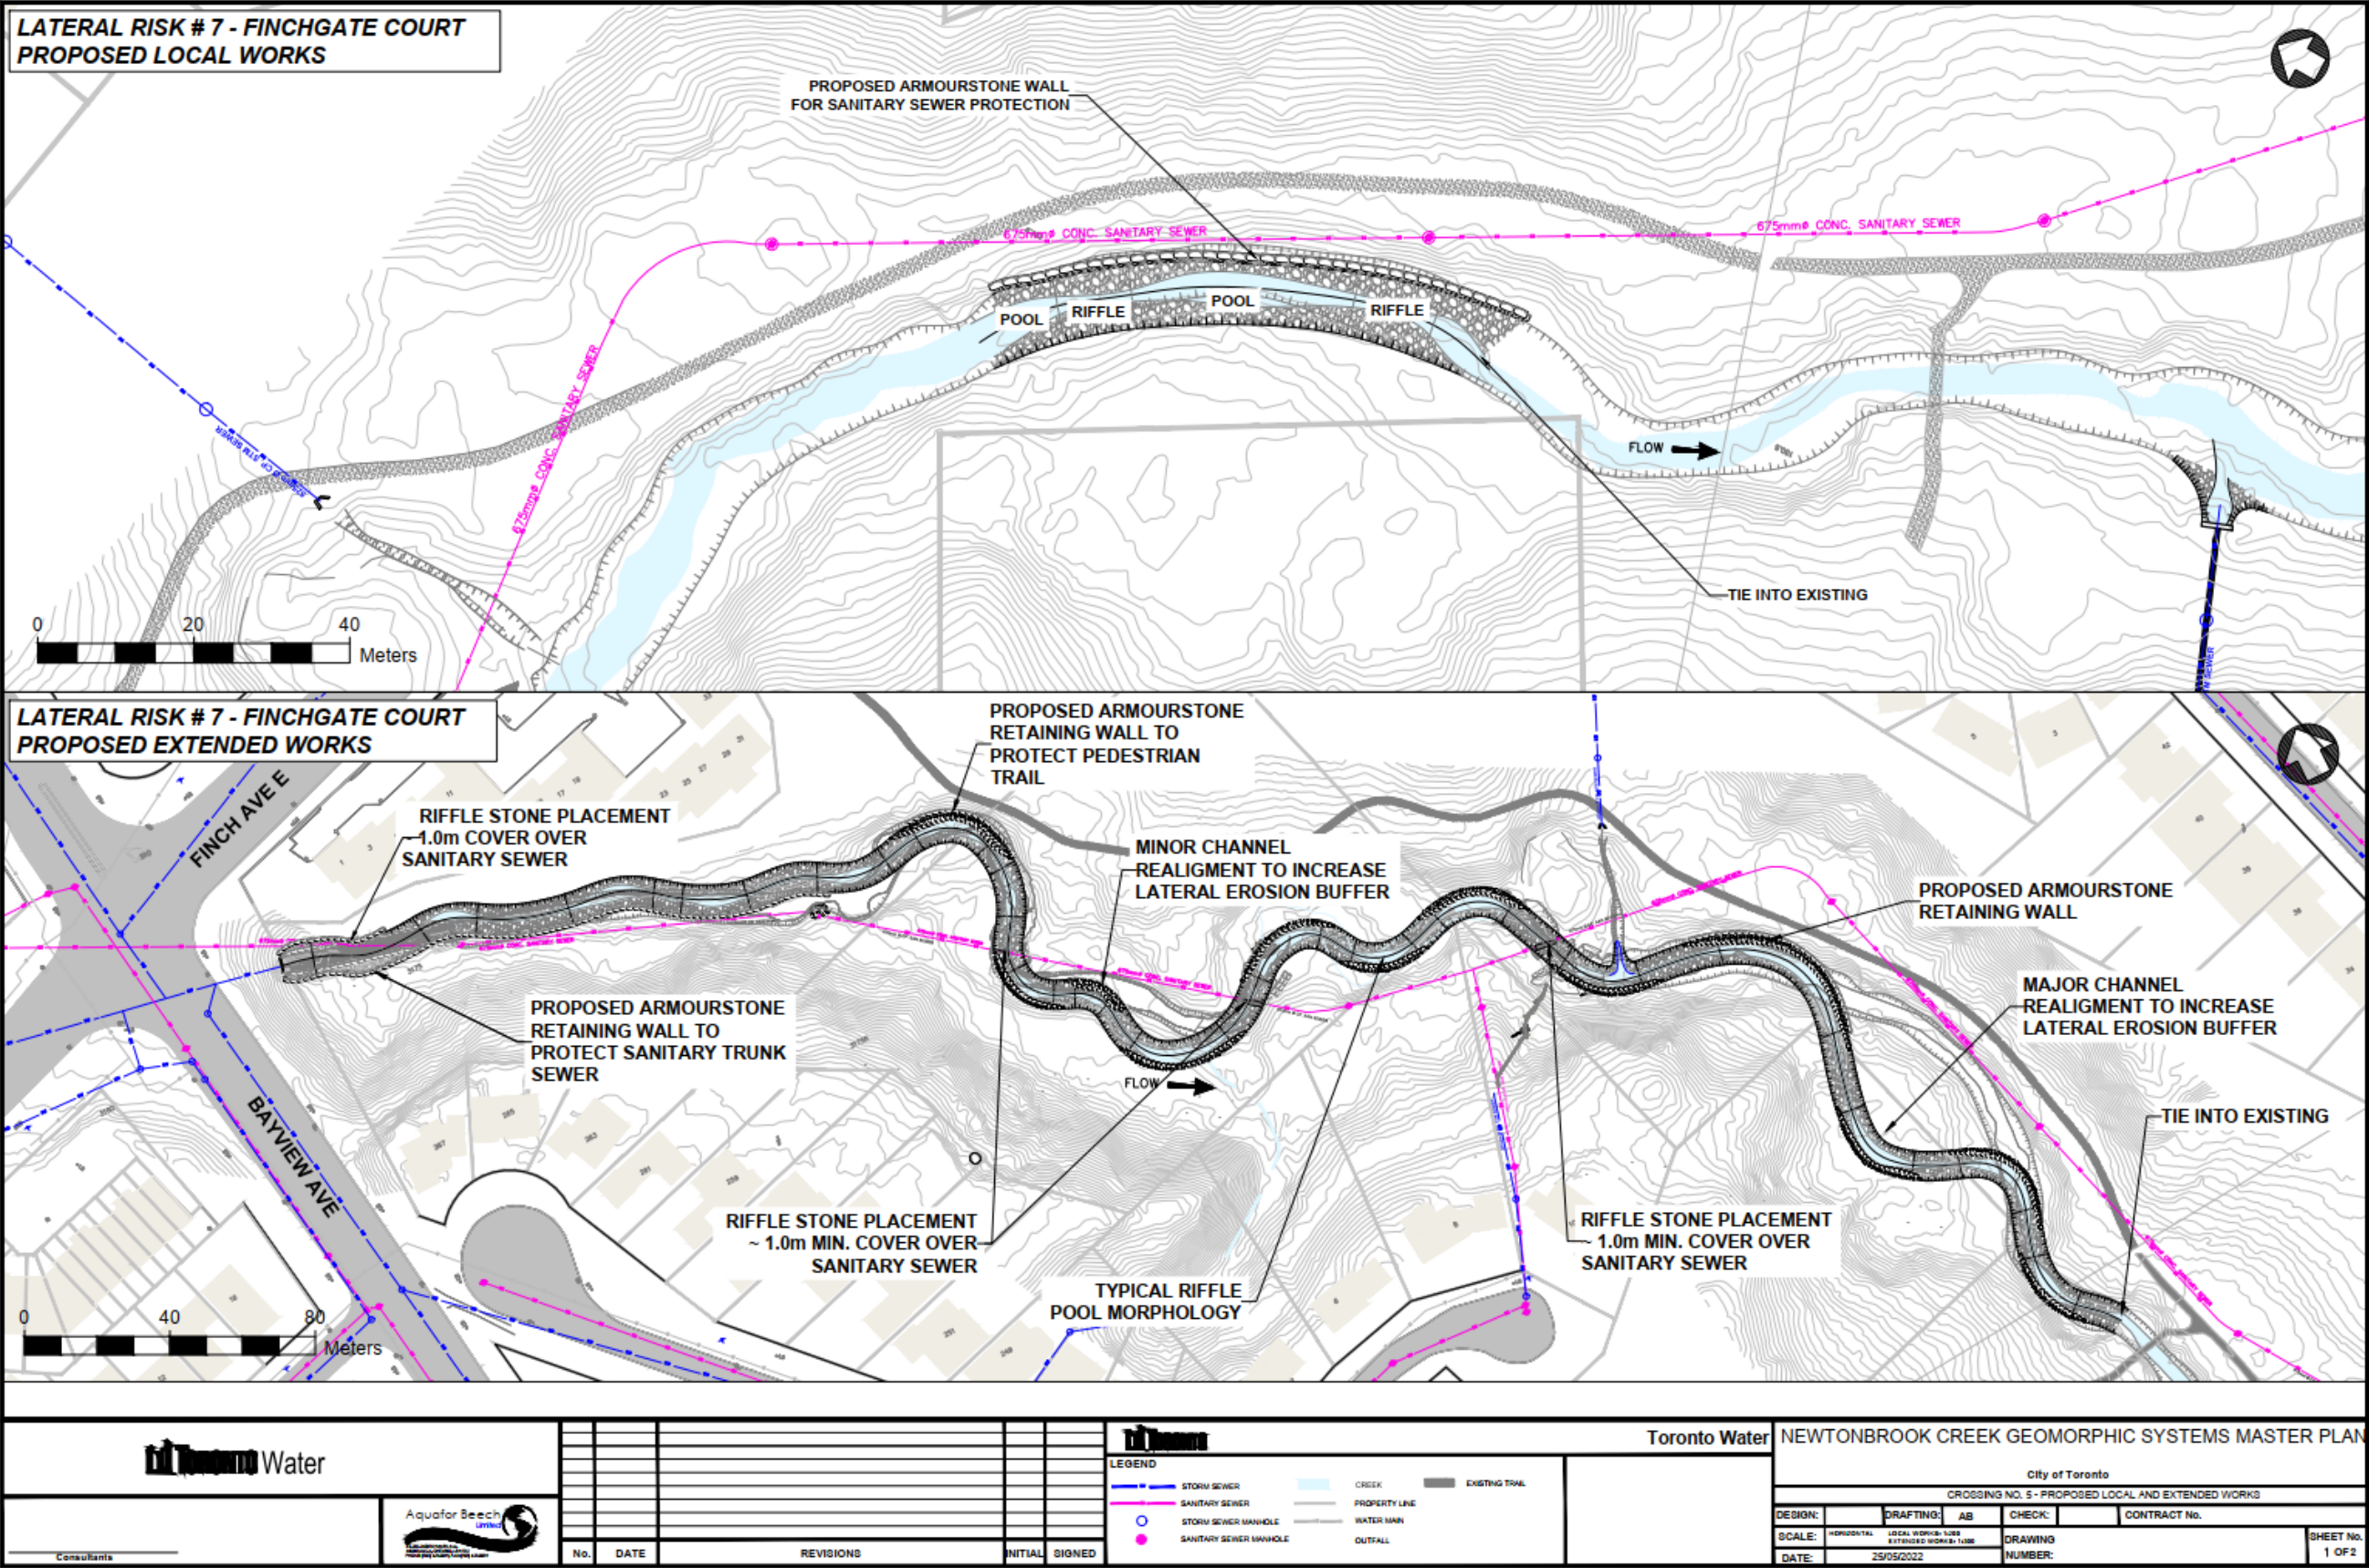 LATERAL RISK # 7 - FINCHGATE COURT
PROPOSED LOCAL WORKS
PROPOSED ARMOURSTONE WALL
FOR SANITARY SEWER PROTECTION
675mmø CONC. SANITARY SEWER
675mmø CONC. SANITARY SEWER
675mmø CONC. SANITARY SEWER
POOL
RIFFLE
POOL
RIFFLE
FLOW
TIE INTO EXISTING
0 20 40
Meters
LATERAL RISK # 7 - FINCHGATE COURT
PROPOSED EXTENDED WORKS
PROPOSED ARMOURSTONE
RETAINING WALL TO
PROTECT PEDESTRIAN
TRAIL
FINCH AVE E
RIFFLE STONE PLACEMENT
~ 1.0m COVER OVER
SANITARY SEWER
MINOR CHANNEL
REALIGMENT TO INCREASE
LATERAL EROSION BUFFER
PROPOSED ARMOURSTONE
RETAINING WALL
MAJOR CHANNEL
REALIGMENT TO INCREASE
LATERAL EROSION BUFFER
PROPOSED ARMOURSTONE
RETAINING WALL TO
PROTECT SANITARY TRUNK
SEWER
FLOW
TIE INTO EXISTING
BAYVIEW AVE
RIFFLE STONE PLACEMENT
~ 1.0m MIN. COVER OVER
SANITARY SEWER
RIFFLE STONE PLACEMENT
~ 1.0m MIN. COVER OVER
SANITARY SEWER
TYPICAL RIFFLE
POOL MORPHOLOGY
0 40 80
Meters
Toronto Water
Aquafor Beech
Limited
Consultants
No. DATE REVISIONS INITIAL SIGNED
Toronto Water
LEGEND
STORM SEWER
SANITARY SEWER
STORM SEWER MANHOLE
SANITARY SEWER MANHOLE
CREEK
PROPERTY LINE
WATER MAIN
OUTFALL
EXISTING TRAIL
NEWTONBROOK CREEK GEOMORPHIC SYSTEMS MASTER PLAN
City of Toronto
CROSSING NO. 5 - PROPOSED LOCAL AND EXTENDED WORKS
DESIGN: DRAFTING: AB CHECK: CONTRACT No.
SCALE: HORIZONTAL
DATE: 25/05/2022
DRAWING
NUMBER:
SHEET No.
1 OF2